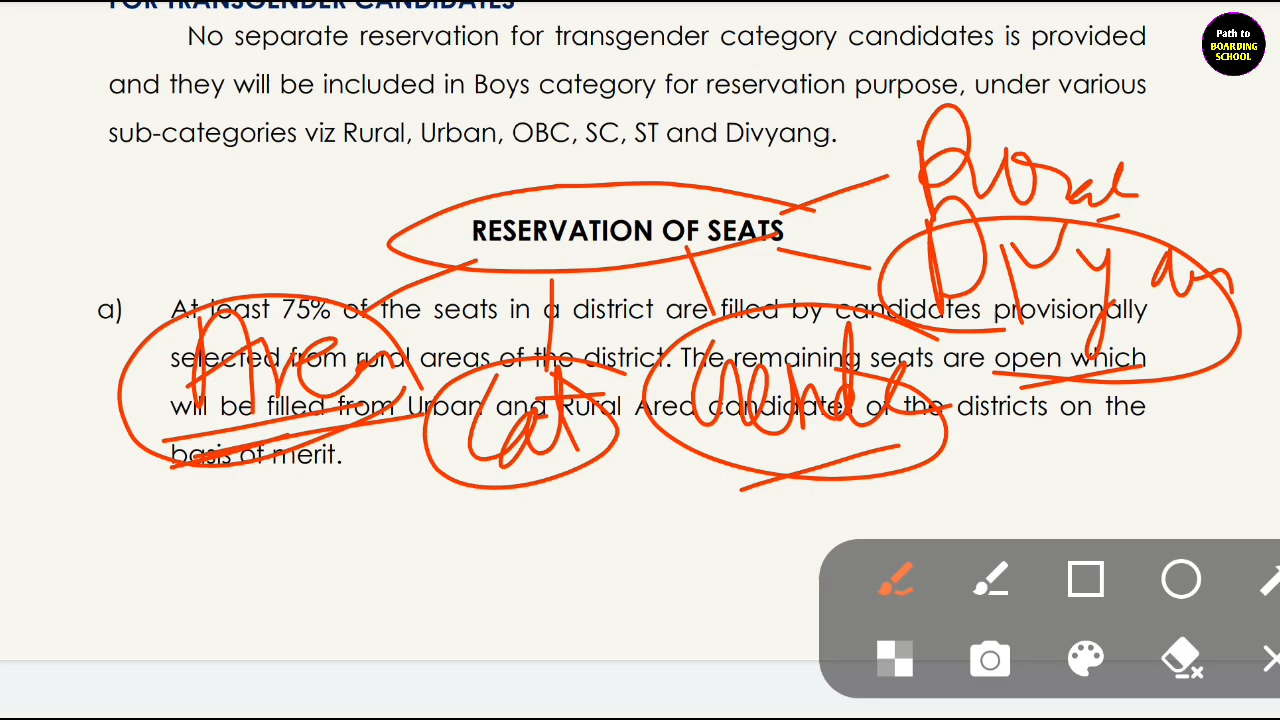 FOR TRANSGENDER CANDIDATES
Path to
BOARDING
SCHOOL
No separate reservation for transgender category candidates is provided
and they will be included in Boys category for reservation purpose, under various
sub-categories viz Rural, Urban, OBC, SC, ST and Divyang.
RESERVATION OF SEATS
Divyan
a) At least 75% of the seats in a district are filled by candidates provisionally
selected from rural areas of the district. The remaining seats are open which
will be filled from Urban and Rural Area candidates of the districts on the
basis of merit.
Area
Cat